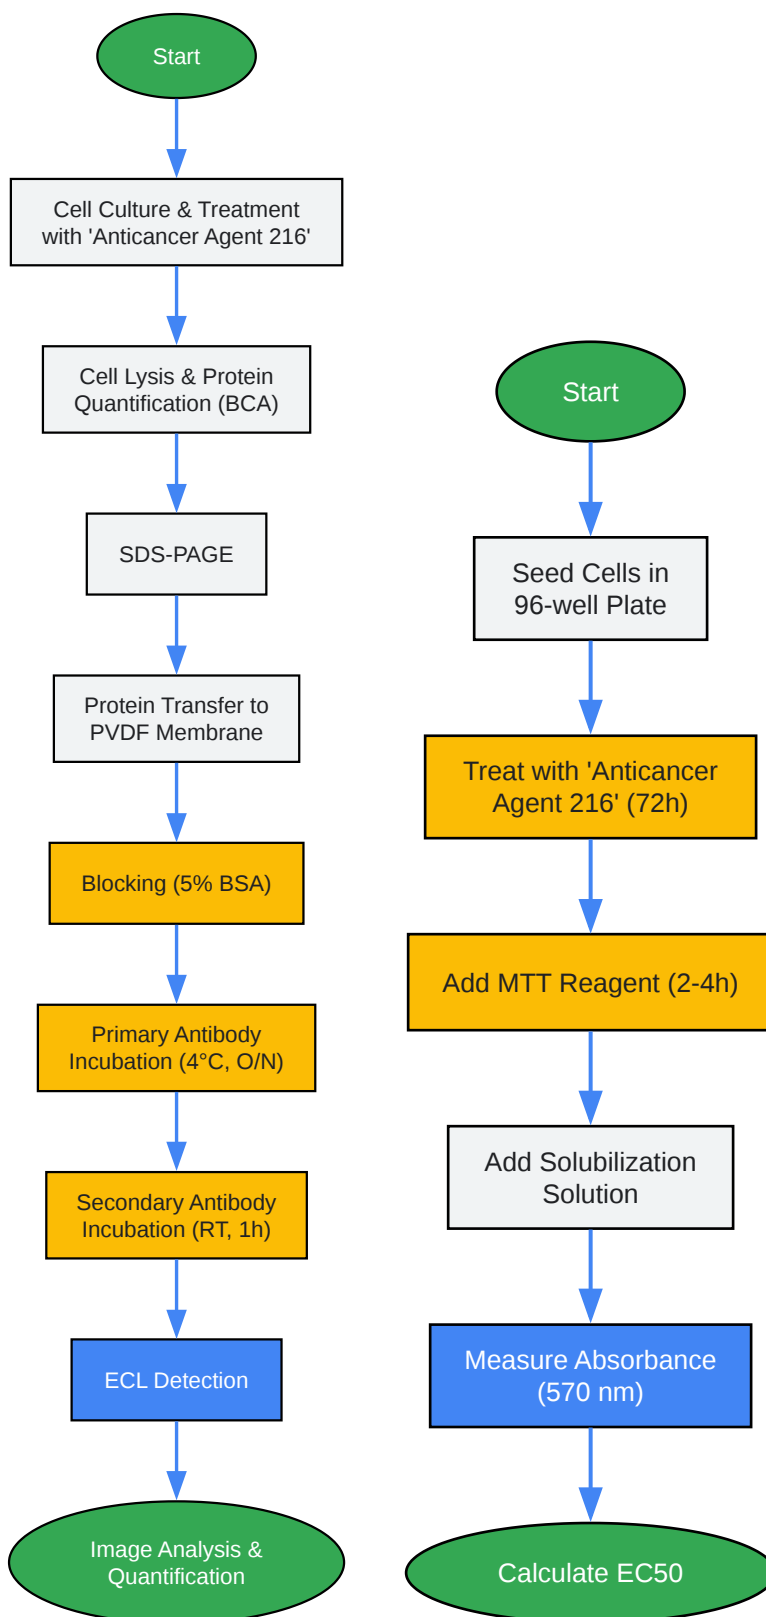 Start
Cell Culture & Treatment
with 'Anticancer Agent 216'
Cell Lysis & Protein
Quantification (BCA)
SDS-PAGE
Protein Transfer to
PVDF Membrane
Blocking (5% BSA)
Primary Antibody
Incubation (4°C, O/N)
Secondary Antibody
Incubation (RT, 1h)
ECL Detection
Image Analysis &
Quantification
Start
Seed Cells in
96-well Plate
Treat with 'Anticancer
Agent 216' (72h)
Add MTT Reagent (2-4h)
Add Solubilization
Solution
Measure Absorbance
(570 nm)
Calculate EC50